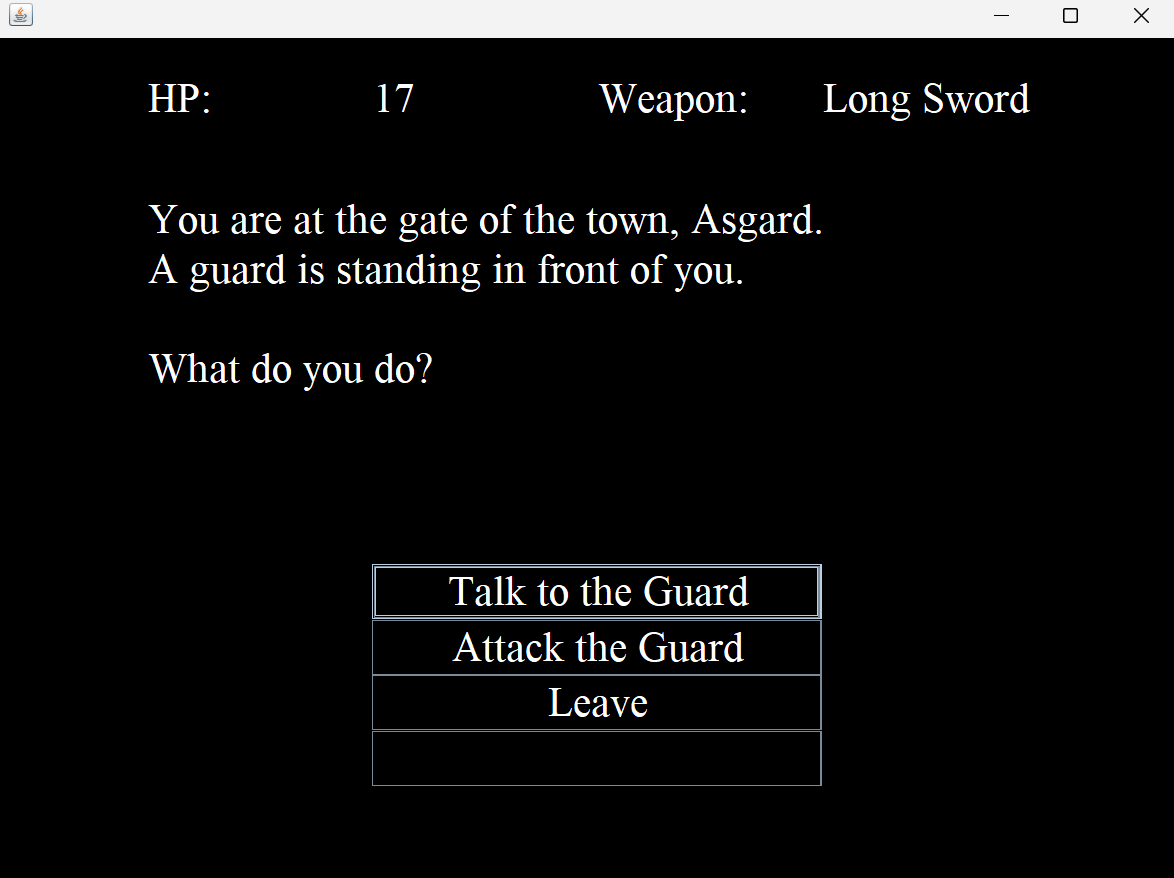 HP: 17 Weapon: Long Sword
You are at the gate of the town, Asgard.
A guard is standing in front of you.
What do you do?
Talk to the Guard
Attack the Guard
Leave